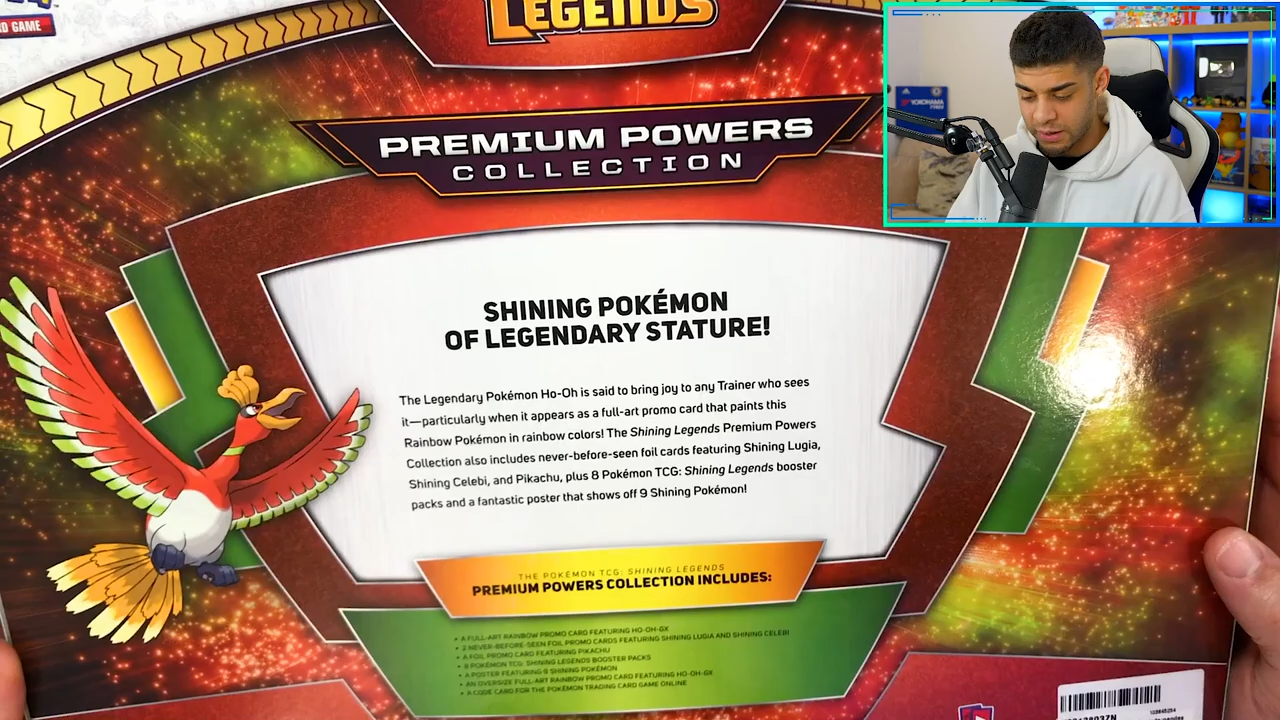 D GAME
LEGENDS
YOKOHAMA
TYRES
PREMIUM POWERS
COLLECTION
SHINING POKÉMON
OF LEGENDARY STATURE!
The Legendary Pokémon Ho-Oh is said to bring joy to any Trainer who sees
it—particularly when it appears as a full-art promo card that paints this
Rainbow Pokémon in rainbow colors! The Shining Legends Premium Powers
Collection also includes never-before-seen foil cards featuring Shining Lugia,
Shining Celebi, and Pikachu, plus 8 Pokémon TCG: Shining Legends booster
packs and a fantastic poster that shows off 9 Shining Pokémon!
THE POKÉMON TCG: SHINING LEGENDS
PREMIUM POWERS COLLECTION INCLUDES:
• A FULL-ART RAINBOW PROMO CARD FEATURING HO-OH-GX
• 2 NEVER-BEFORE-SEEN FOIL PROMO CARDS FEATURING SHINING LUGIA AND SHINING CELEBI
• A FOIL PROMO CARD FEATURING PIKACHU
• 8 POKÉMON TCG: SHINING LEGENDS BOOSTER PACKS
• A POSTER FEATURING 9 SHINING POKÉMON
• AN OVERSIZE FULL-ART RAINBOW PROMO CARD FEATURING HO-OH-GX
• A CODE CARD FOR THE POKÉMON TRADING CARD GAME ONLINE